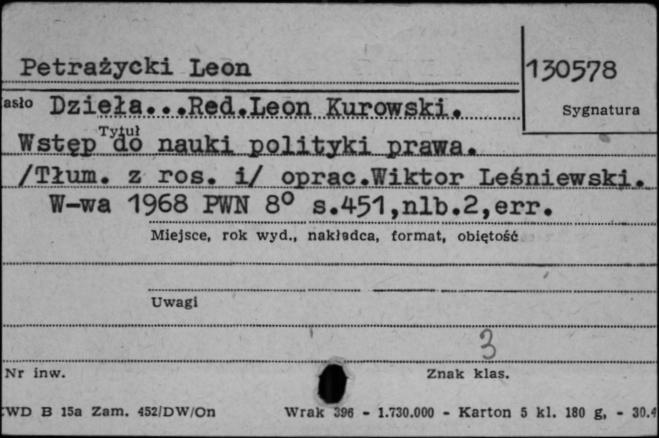 Petrażycki Leon
130578
asło Dzieła...Red.Leon Kurowski.
Sygnatura
Tytuł
Wstęp do nauki polityki prawa.
/Tłum. z ros. i/ oprac.Wiktor Leśniewski.
W-wa 1968 PWN 8° s.451,nlb.2,err.
Miejsce, rok wyd., nakładca, format, objętość
Uwagi
3
Nr inw.
Znak klas.
WD B 15a Zam. 452/DW/On Wrak 396 - 1.730.000 - Karton 5 kl. 180 g, - 30.4